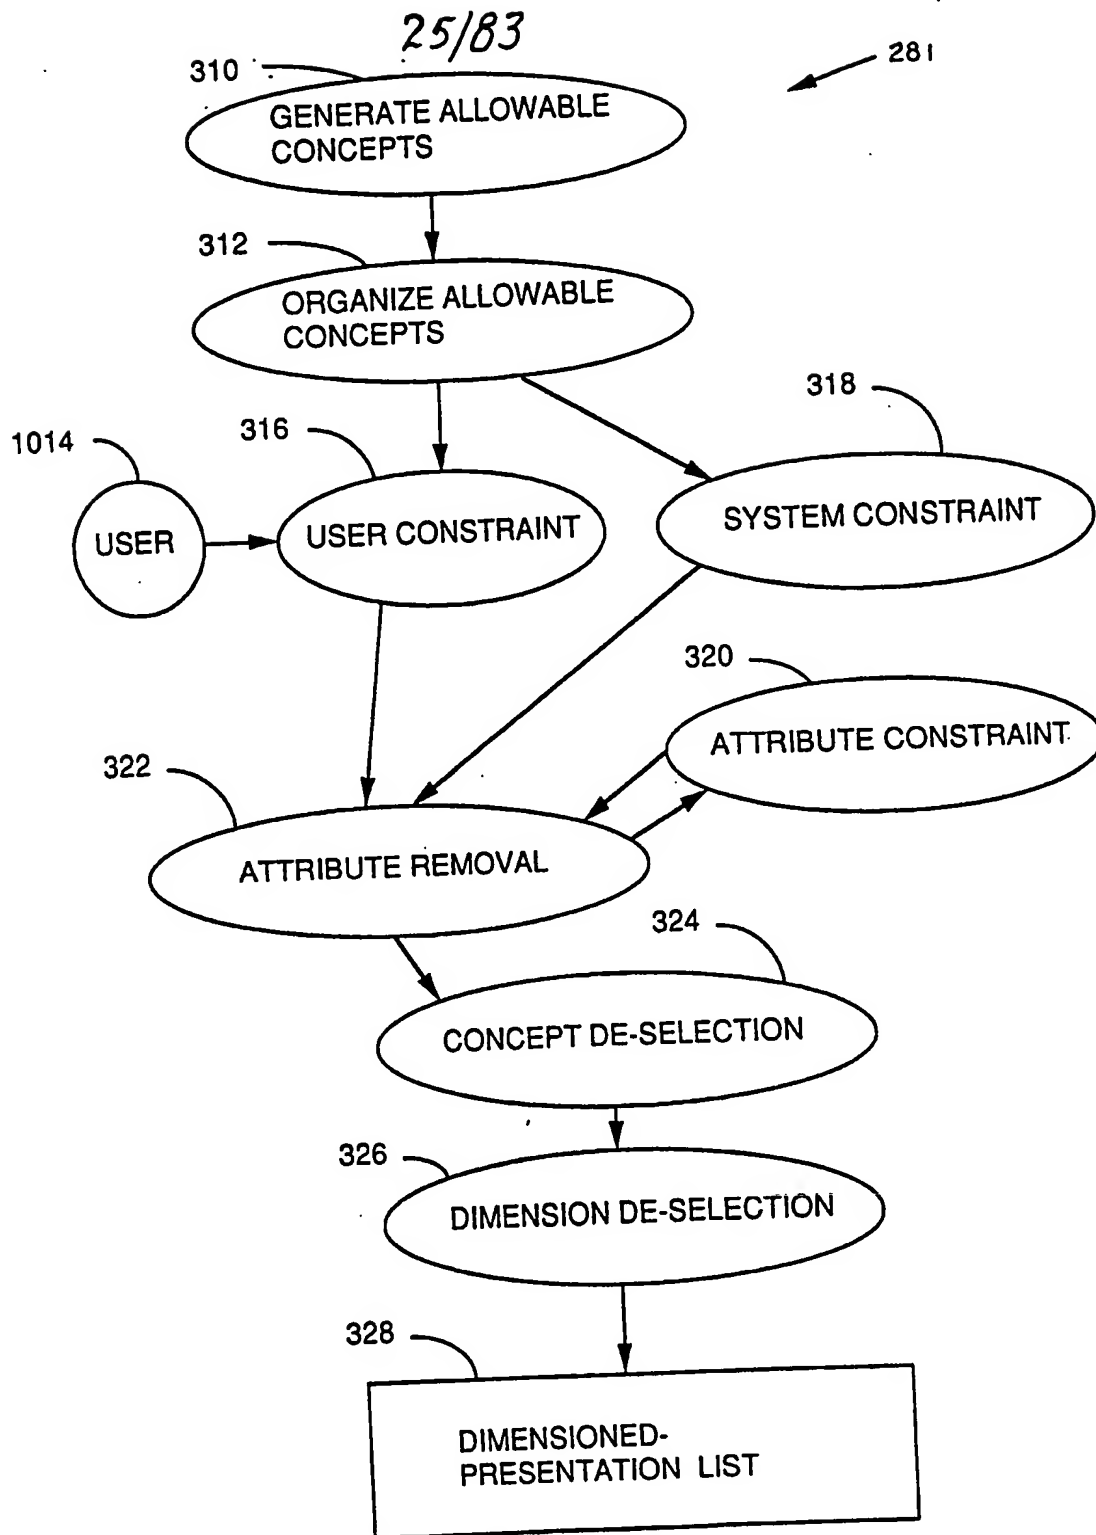 25/83
281
310
GENERATE ALLOWABLE
CONCEPTS
312
ORGANIZE ALLOWABLE
CONCEPTS
318
316
1014
SYSTEM CONSTRAINT
USER CONSTRAINT
USER
320
ATTRIBUTE CONSTRAINT
322
ATTRIBUTE REMOVAL
324
CONCEPT DE-SELECTION
326
DIMENSION DE-SELECTION
328
DIMENSIONED-
PRESENTATION LIST